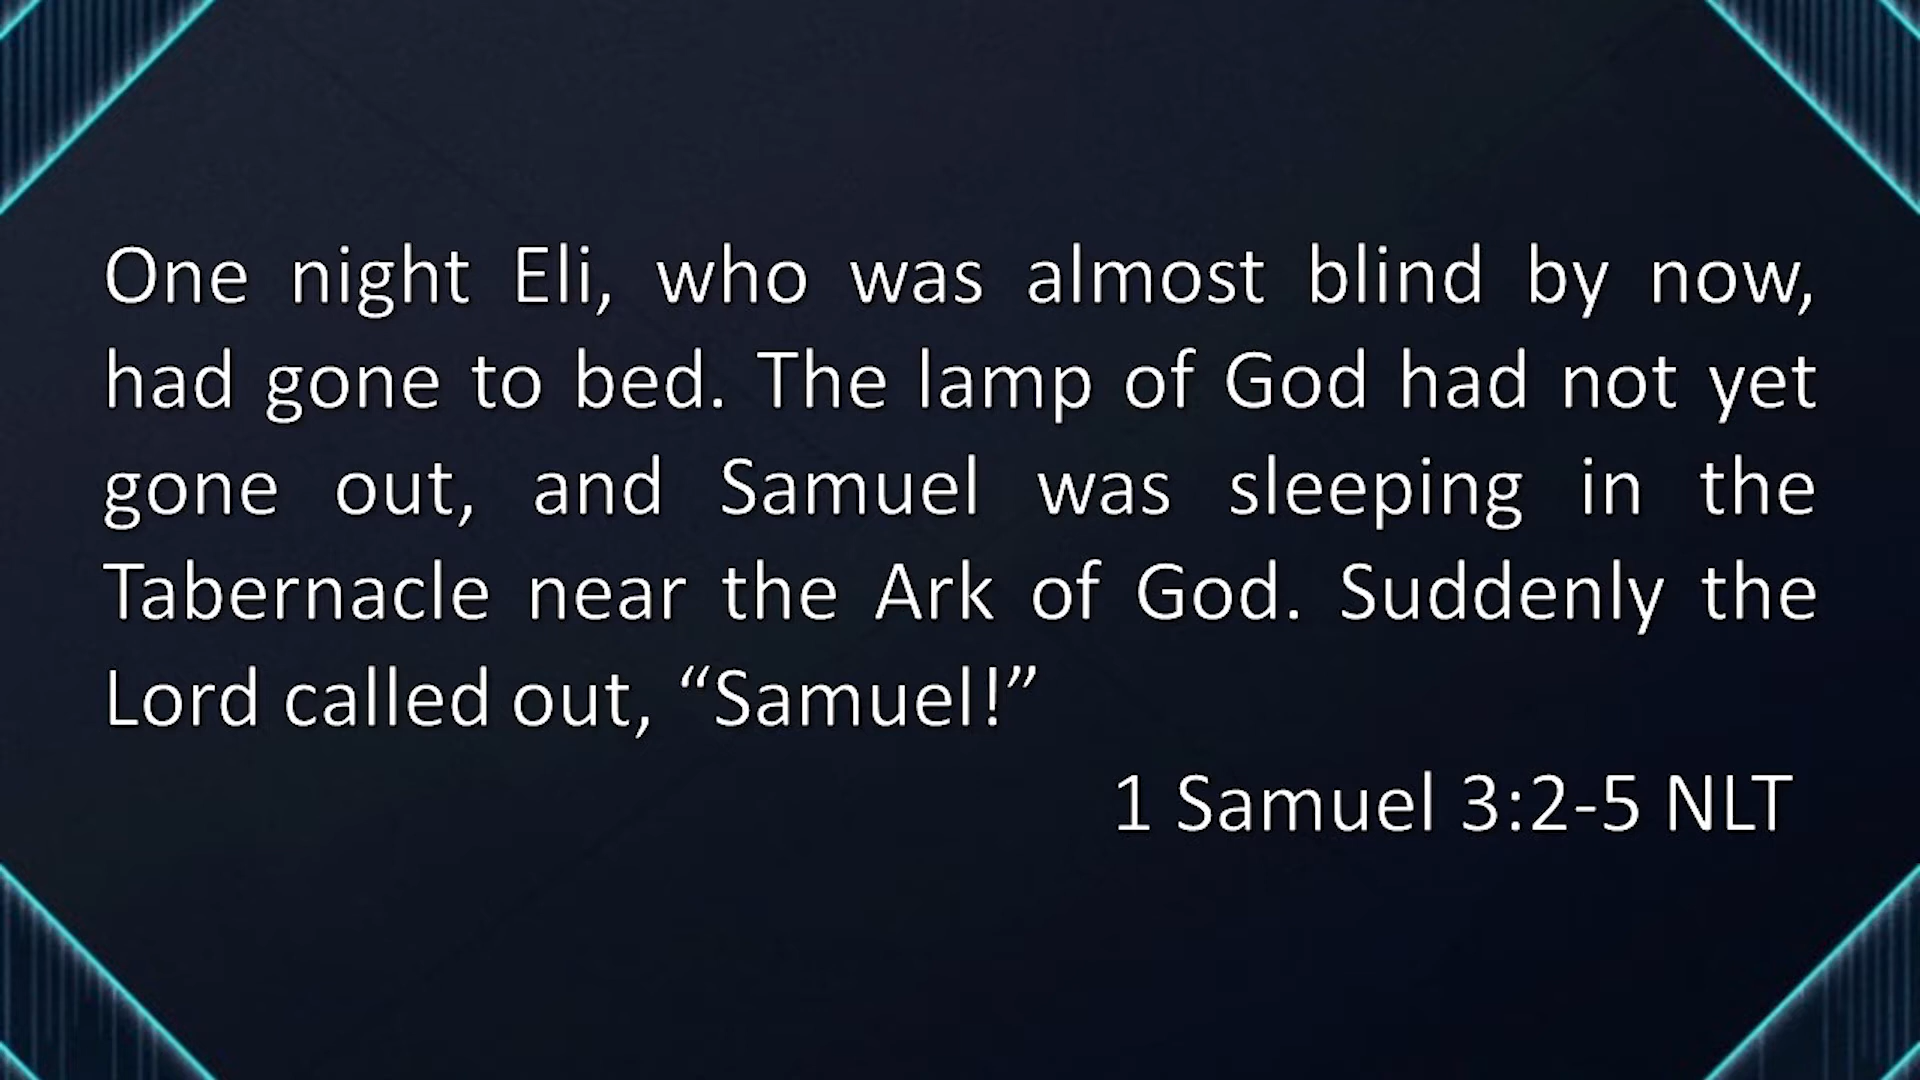 One night Eli, who was almost blind by now,
had gone to bed. The lamp of God had not yet
gone out, and Samuel was sleeping in the
Tabernacle near the Ark of God. Suddenly the
Lord called out, “Samuel!”
1 Samuel 3:2-5 NLT